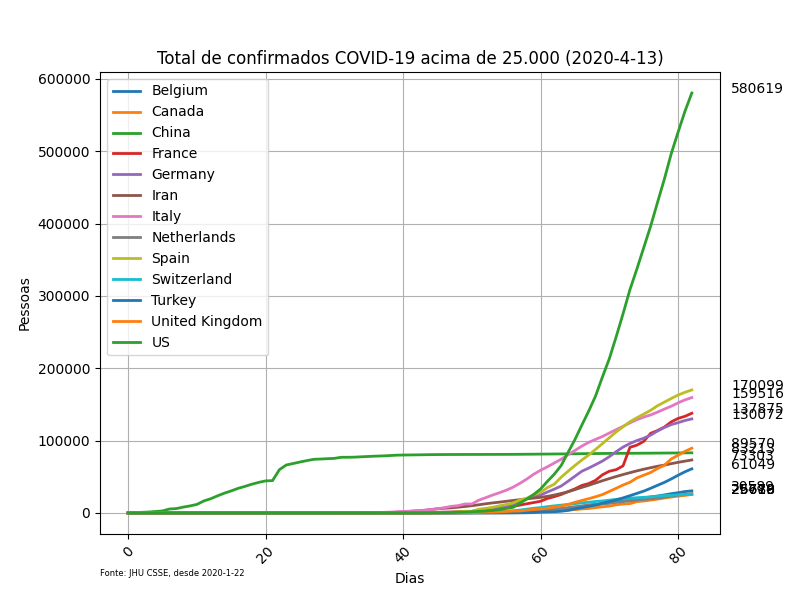 Total de confirmados COVID-19 acima de 25.000 (2020-4-13)
600000
500000
400000
300000
200000
100000
0
Pessoas
Belgium
Canada
China
France
Germany
Iran
Italy
Netherlands
Spain
Switzerland
Turkey
United Kingdom
US
580619
170099
159516
137875
130072
89570
83213
73303
61049
0
20
40
60
80
Dias
Fonte: JHU CSSE, desde 2020-1-22